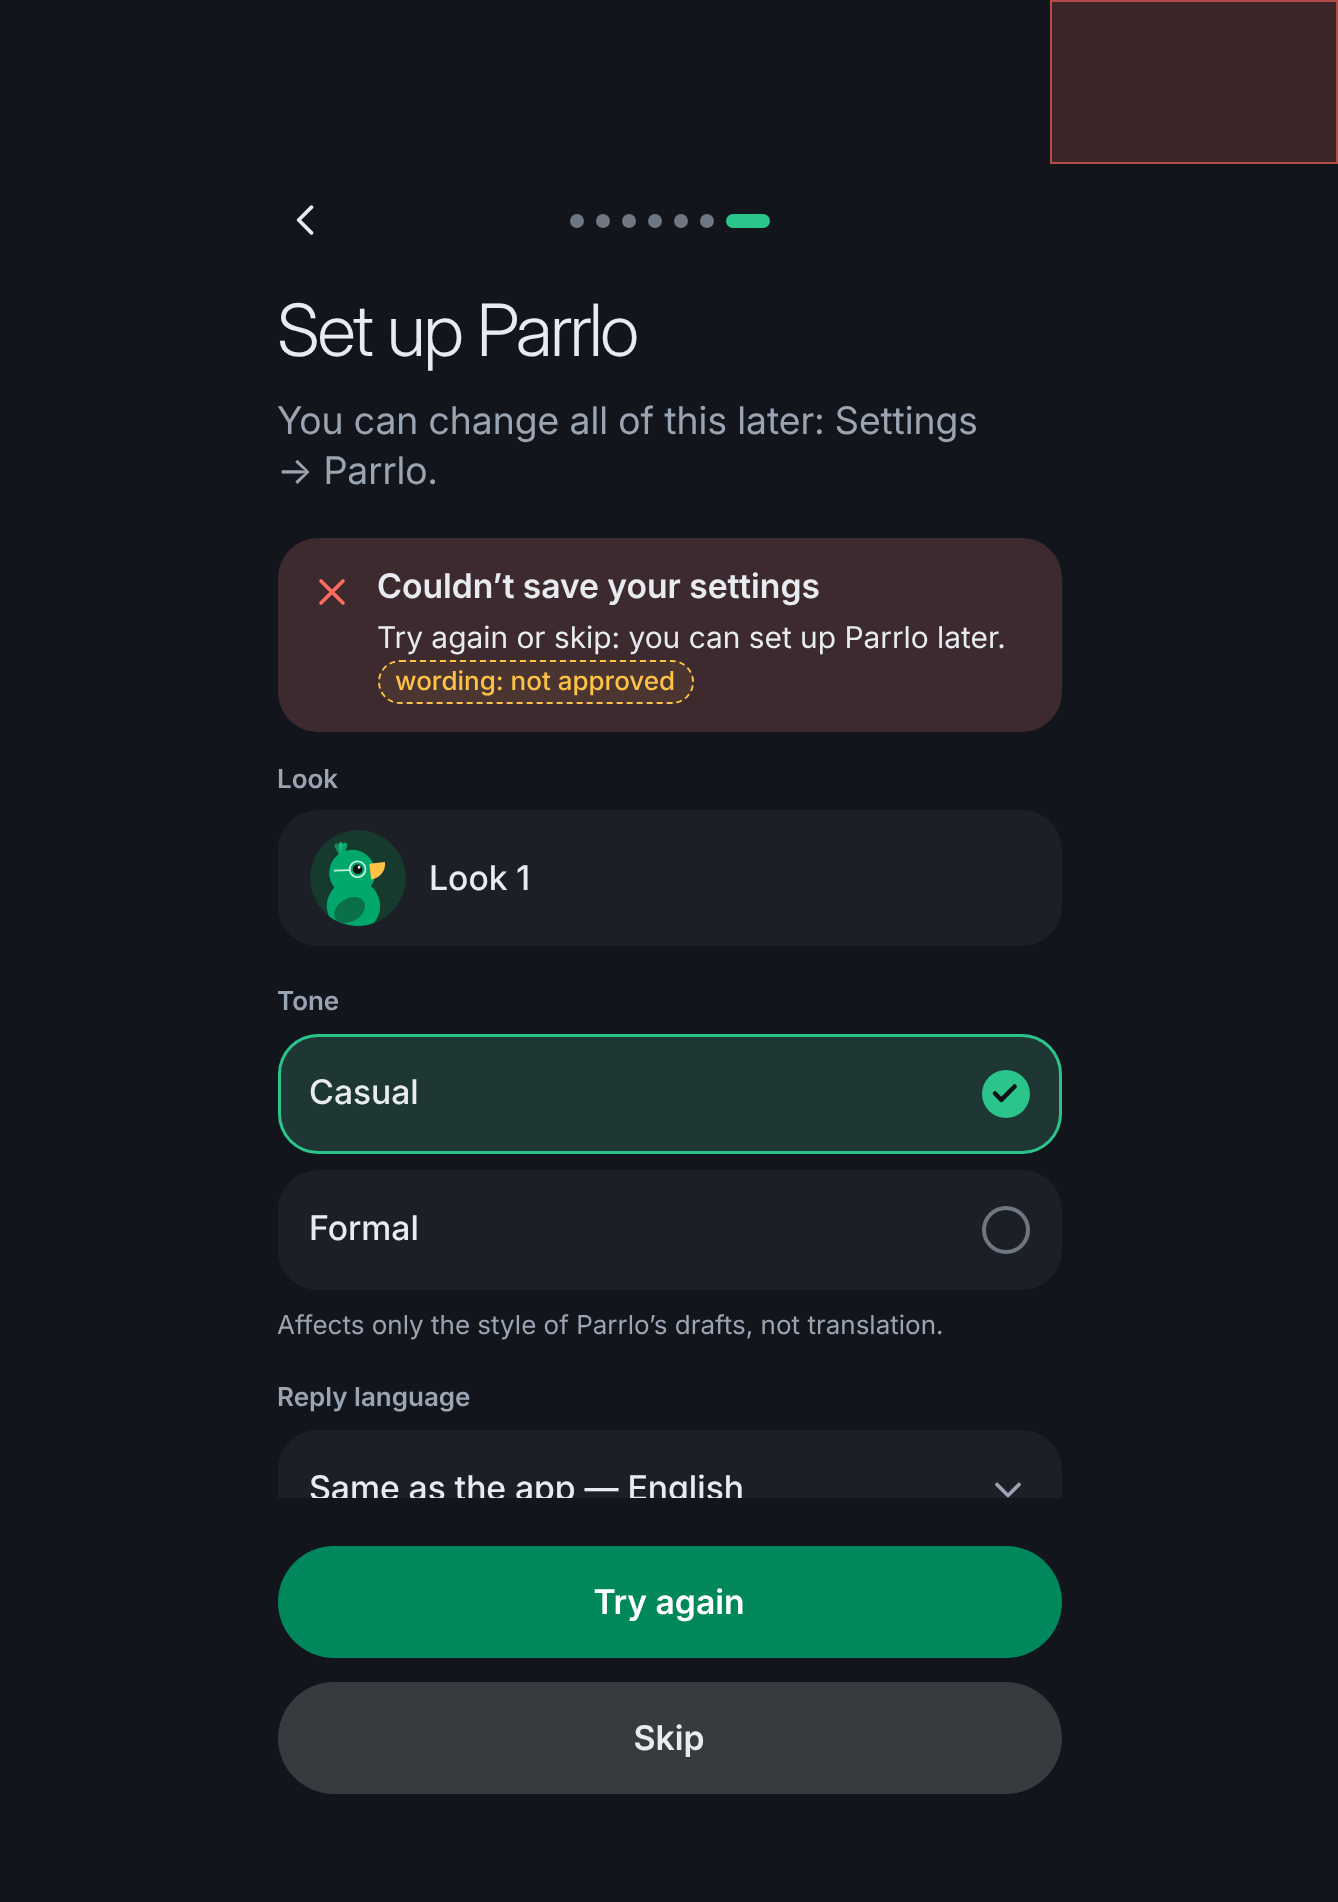 Set up Parrlo
You can change all of this later: Settings
→ Parrlo.
Couldn’t save your settings
Try again or skip: you can set up Parrlo later.
wording: not approved
Look
Look 1
Tone
Casual
Formal
Affects only the style of Parrlo’s drafts, not translation.
Reply language
Same as the app — English
Try again
Skip